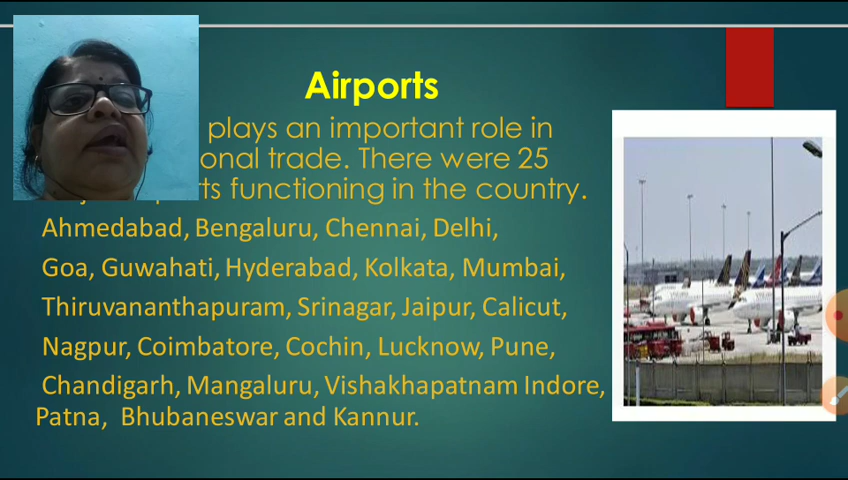 Airports
plays an important role in
onal trade. There were 25
ts functioning in the country.
Ahmedabad, Bengaluru, Chennai, Delhi,
Goa, Guwahati, Hyderabad, Kolkata, Mumbai,
Thiruvananthapuram, Srinagar, Jaipur, Calicut,
Nagpur, Coimbatore, Cochin, Lucknow, Pune,
Chandigarh, Mangaluru, Vishakhapatnam Indore,
Patna, Bhubaneswar and Kannur.